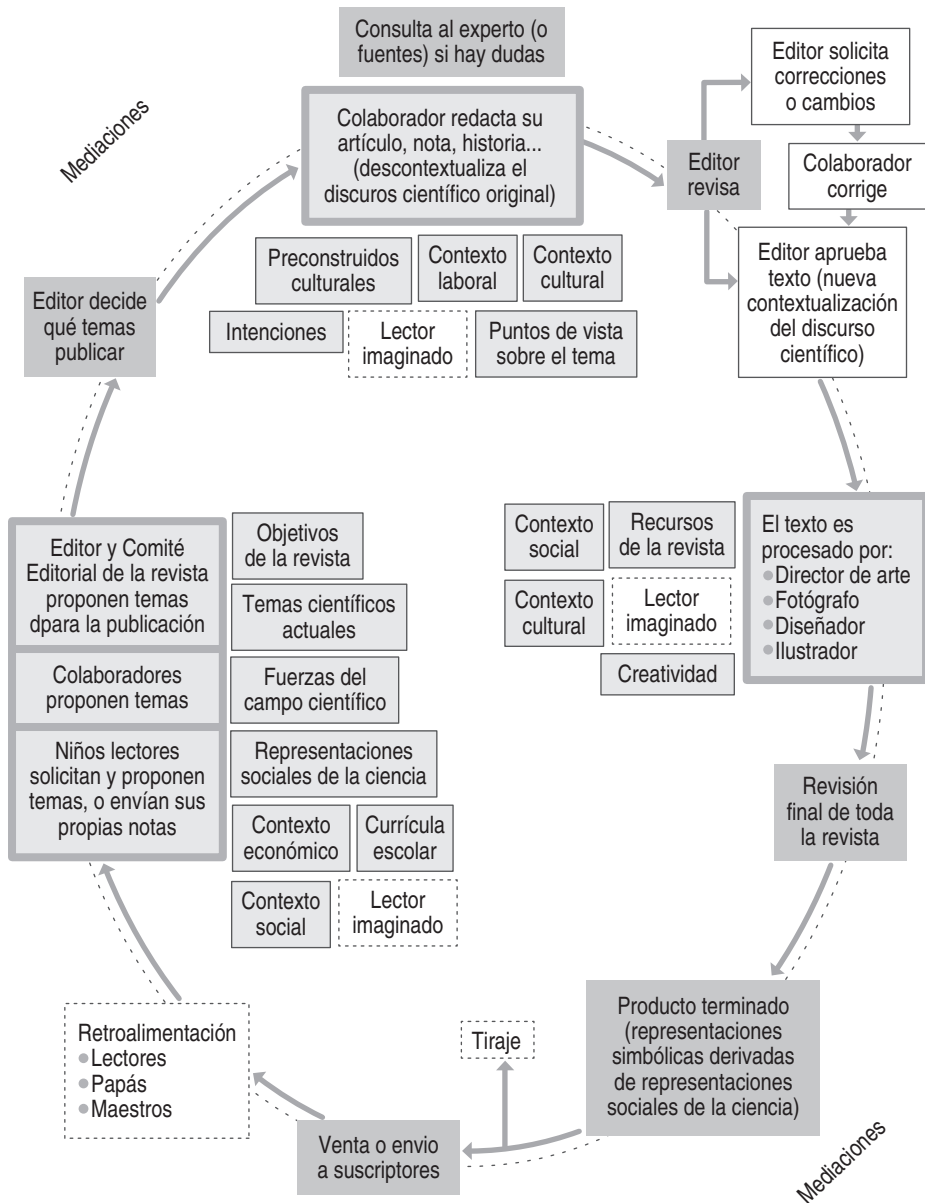 Consulta al experto (o
fuentes) si hay dudas
Mediaciones
Colaborador redacta su
artículo, nota, historia...
(descontextualiza el
discuros científico original)
Editor
revisa
Editor solicita
correcciones
o cambios
Colaborador
corrige
Editor aprueba
texto (nueva
contextualización
del discurso
científico)
Editor decide
qué temas
publicar
Preconstruidos
culturales
Contexto
laboral
Contexto
cultural
Intenciones
Lector
imaginado
Puntos de vista
sobre el tema
Editor y Comité
Editorial de la revista
proponen temas
dpara la publicación
Colaboradores
proponen temas
Niños lectores
solicitan y proponen
temas, o envían sus
propias notas
Objetivos
de la revista
Temas científicos
actuales
Fuerzas del
campo científico
Representaciones
sociales de la ciencia
Contexto
económico
Currícula
escolar
Contexto
social
Lector
imaginado
Contexto
social
Recursos
de la revista
Contexto
cultural
Lector
imaginado
Creatividad
El texto es
procesado por:
●Director de arte
●Fotógrafo
●Diseñador
●Ilustrador
Revisión
final de toda
la revista
Producto terminado
(representaciones
simbólicas derivadas
de representaciones
sociales de la ciencia)
Tiraje
Venta o envio
a suscriptores
Retroalimentación
●Lectores
●Papás
●Maestros
Mediaciones